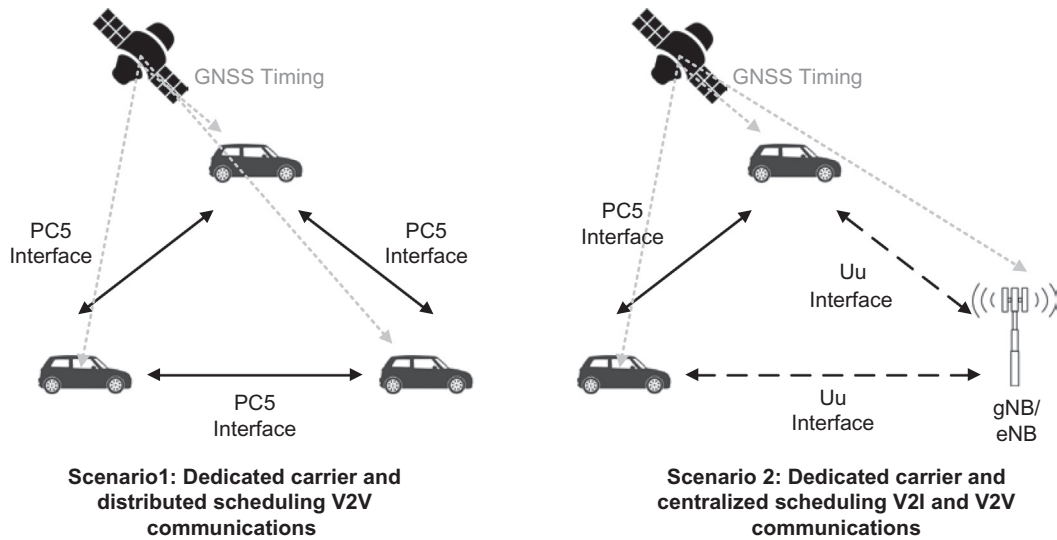 GNSS Timing
PC5
Interface
PC5
Interface
PC5
Interface
Scenario1: Dedicated carrier and
distributed scheduling V2V
communications
GNSS Timing
PC5
Interface
Uu
Interface
Uu
Interface
gNB/
eNB
Scenario 2: Dedicated carrier and
centralized scheduling V2I and V2V
communications